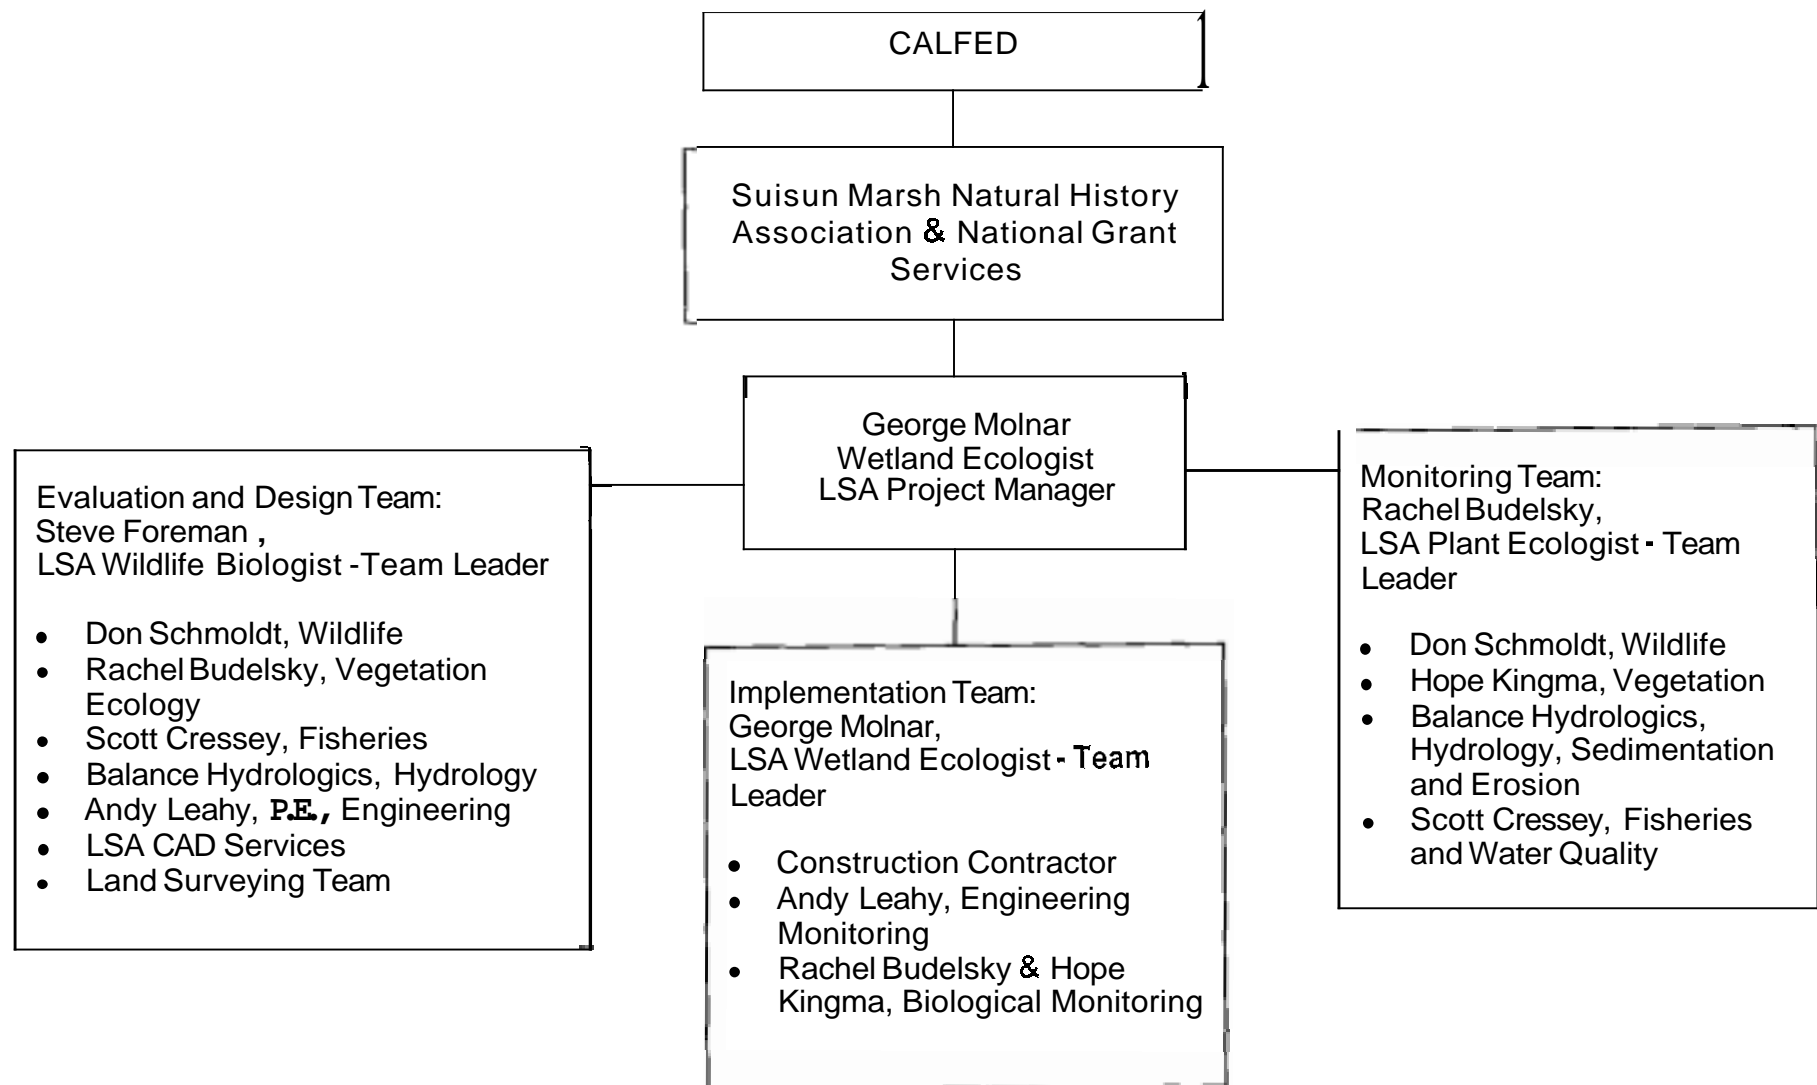 CALFED
Suisun Marsh Natural History
Association & National Grant
Services
George Molnar
Wetland Ecologist
LSA Project Manager
Evaluation and Design Team:
Steve Foreman ,
LSA Wildlife Biologist -Team Leader
• Don Schmoldt, Wildlife
• Rachel Budelsky, Vegetation
Ecology
• Scott Cressey, Fisheries
• Balance Hydrologics, Hydrology
• Andy Leahy, P.E., Engineering
• LSA CAD Services
• Land Surveying Team
Implementation Team:
George Molnar,
LSA Wetland Ecologist - Team
Leader
• Construction Contractor
• Andy Leahy, Engineering
Monitoring
• Rachel Budelsky & Hope
Kingma, Biological Monitoring
Monitoring Team:
Rachel Budelsky,
LSA Plant Ecologist - Team
Leader
• Don Schmoldt, Wildlife
• Hope Kingma, Vegetation
• Balance Hydrologics,
Hydrology, Sedimentation
and Erosion
• Scott Cressey, Fisheries
and Water Quality